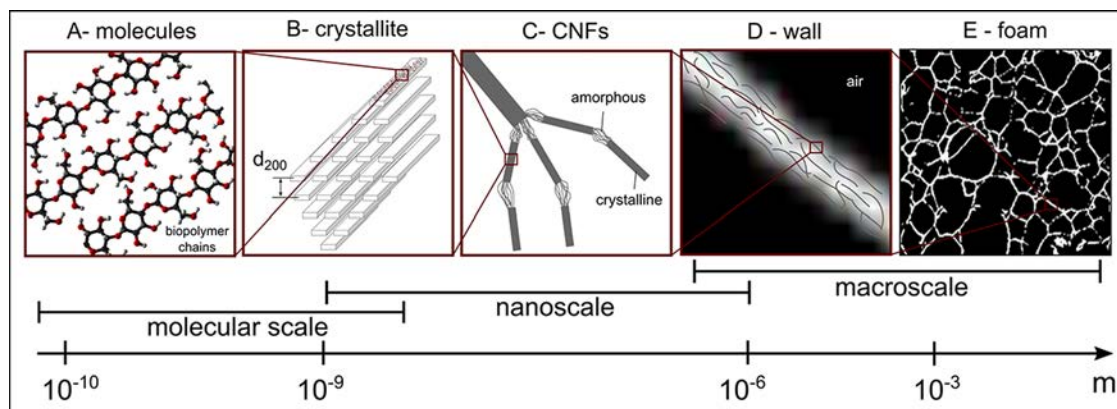 A- molecules
B- crystallite
C- CNFs
D - wall
E - foam
biopolymer
chains
d₂₀₀
amorphous
crystalline
air
molecular scale
nanoscale
macroscale
10⁻¹⁰
10⁻⁹
10⁻⁶
10⁻³
m